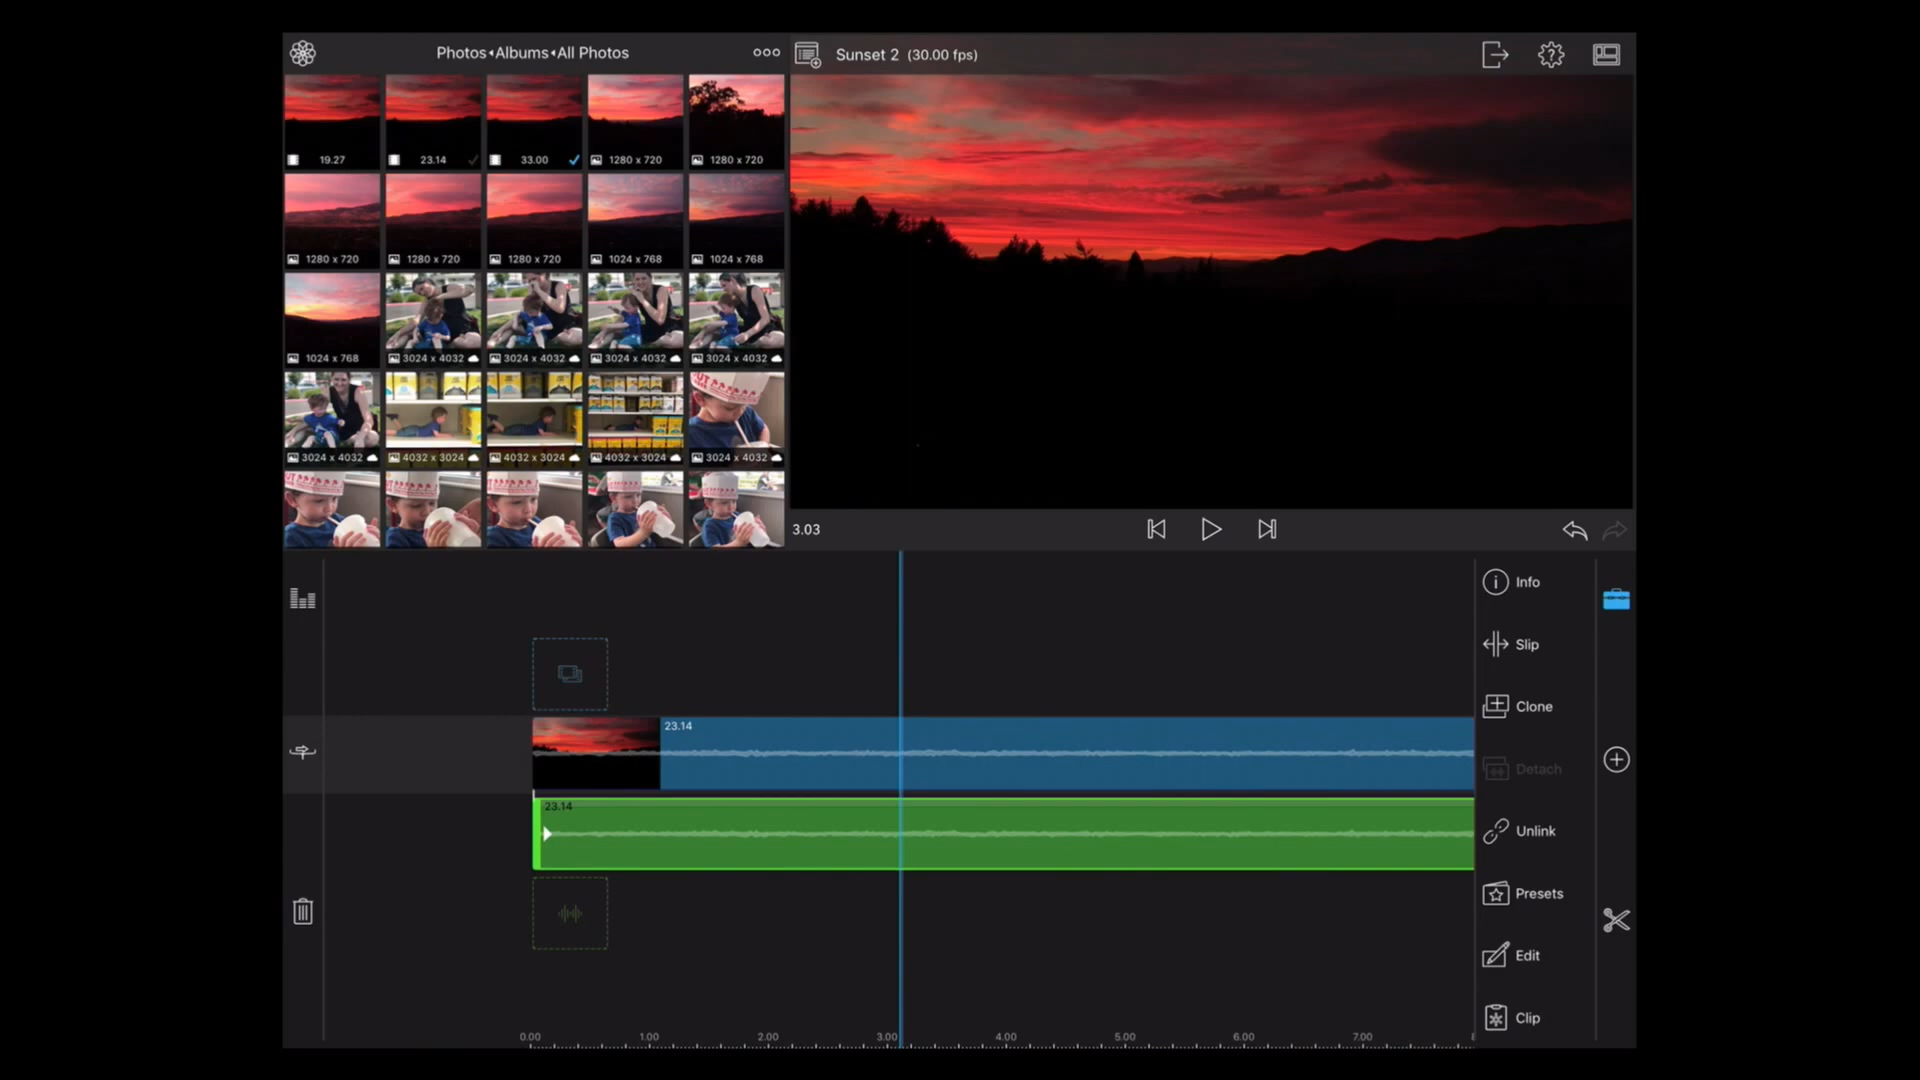 Photos◂Albums◂All Photos
Sunset 2 (30.00 fps)
19.27 23.14 33.00 1280 x 720 1280 x 720
1280 x 720 1280 x 720 1280 x 720 1024 x 768 1024 x 768
1024 x 768 3024 x 4032 3024 x 4032 3024 x 4032 3024 x 4032
3024 x 4032 4032 x 3024 4032 x 3024 4032 x 3024 3024 x 4032
3.03
Info
Slip
Clone
Detach
Unlink
Presets
Edit
Clip
23.14
23.14
0.00 1.00 2.00 3.00 4.00 5.00 6.00 7.00